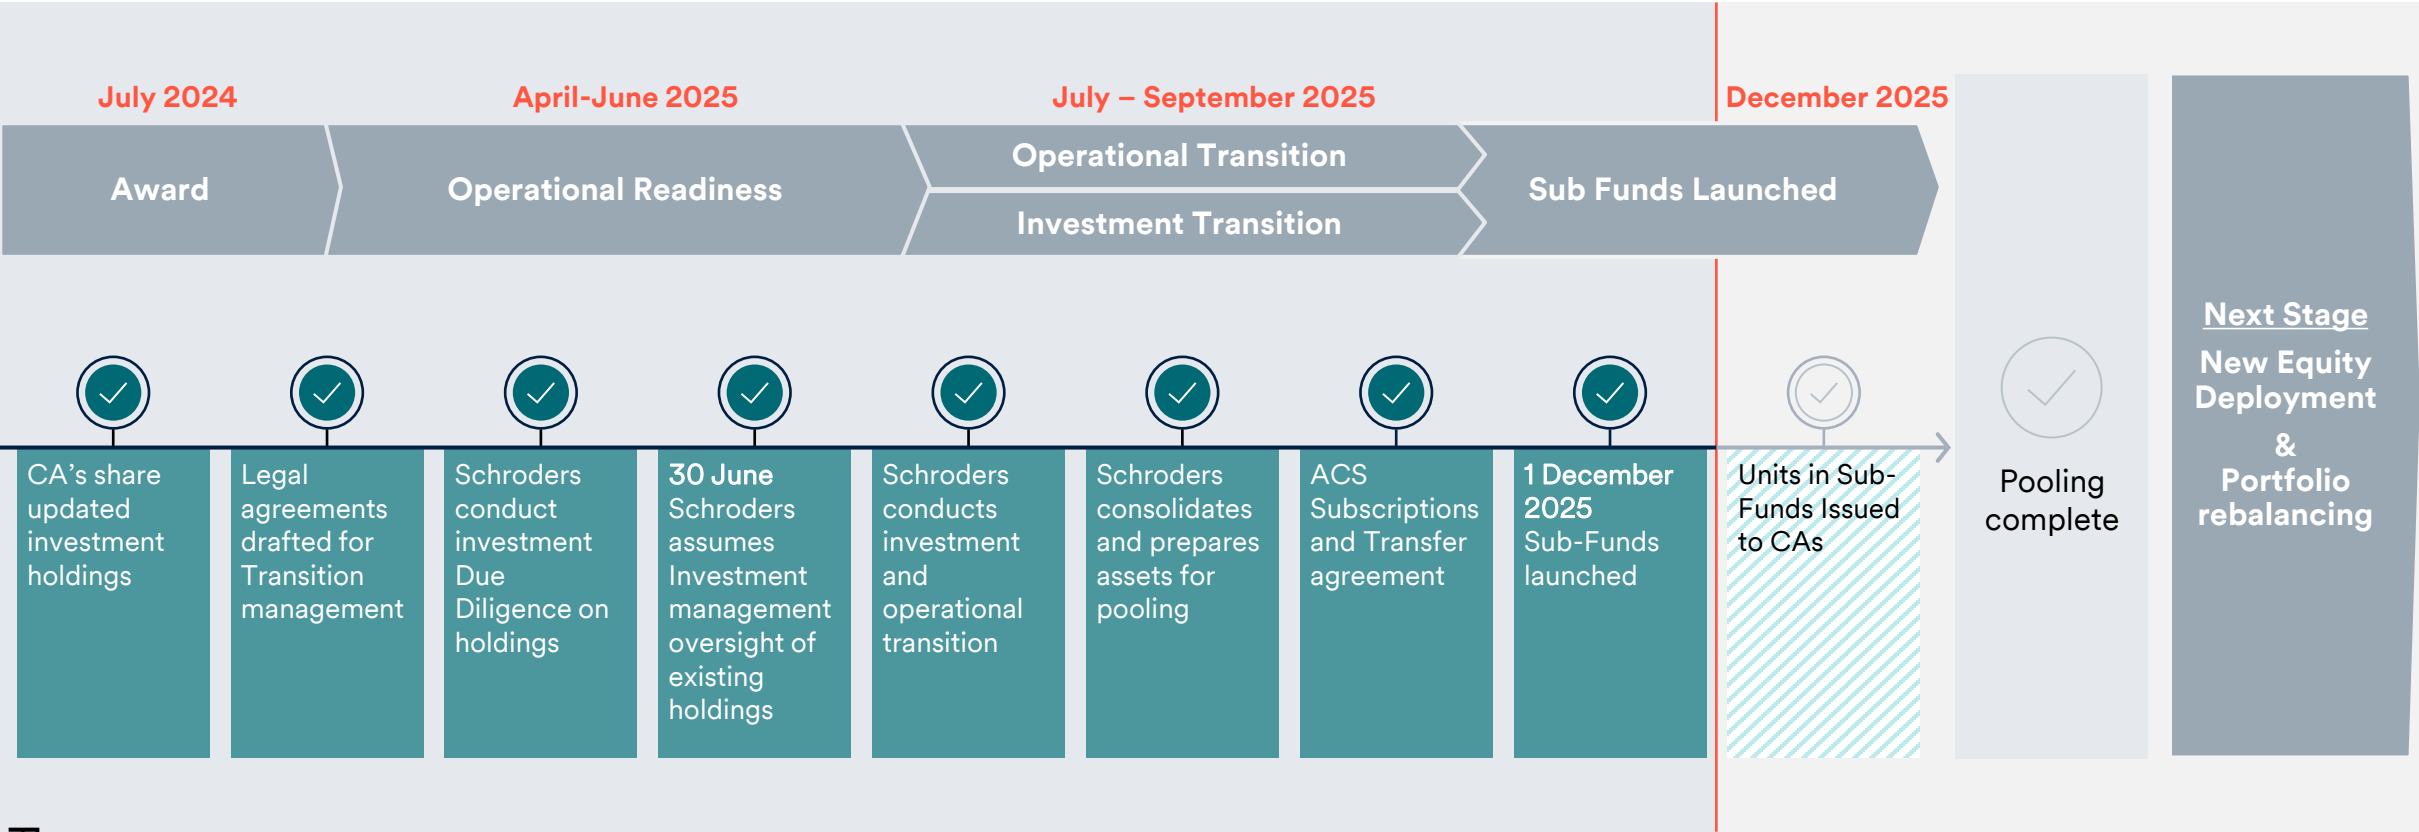 July 2024
April-June 2025
July – September 2025
December 2025
Award
Operational Readiness
Operational Transition
Investment Transition
Sub Funds Launched
CA's share
updated
investment
holdings
Legal
agreements
drafted for
Transition
management
Schroders
conduct
investment
Due
Diligence on
holdings
30 June
Schroders
assumes
Investment
management
oversight of
existing
holdings
Schroders
conducts
investment
and
operational
transition
Schroders
consolidates
and prepares
assets for
pooling
ACS
Subscriptions
and Transfer
agreement
1 December
2025
Sub-Funds
launched
Units in Sub-
Funds Issued
to CAs
Pooling
complete
Next Stage
New Equity
Deployment
&
Portfolio
rebalancing